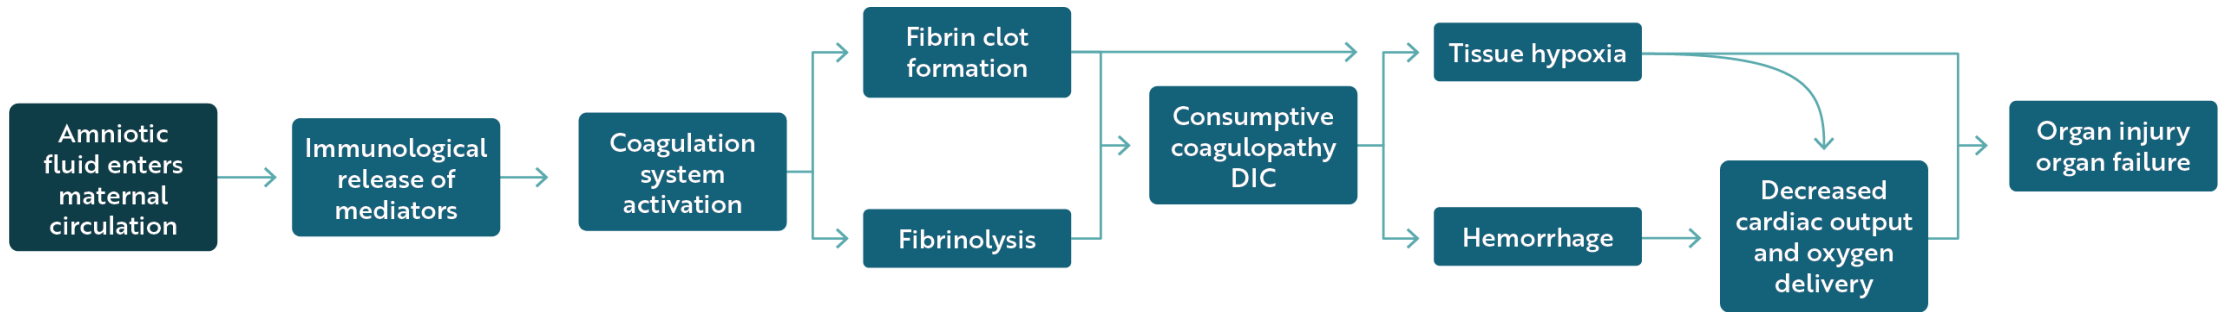 Amniotic
fluid enters
maternal
circulation
Immunological
release of
mediators
Coagulation
system
activation
Fibrin clot
formation
Fibrinolysis
Consumptive
coagulopathy
DIC
Tissue hypoxia
Hemorrhage
Decreased
cardiac output
and oxygen
delivery
Organ injury
organ failure